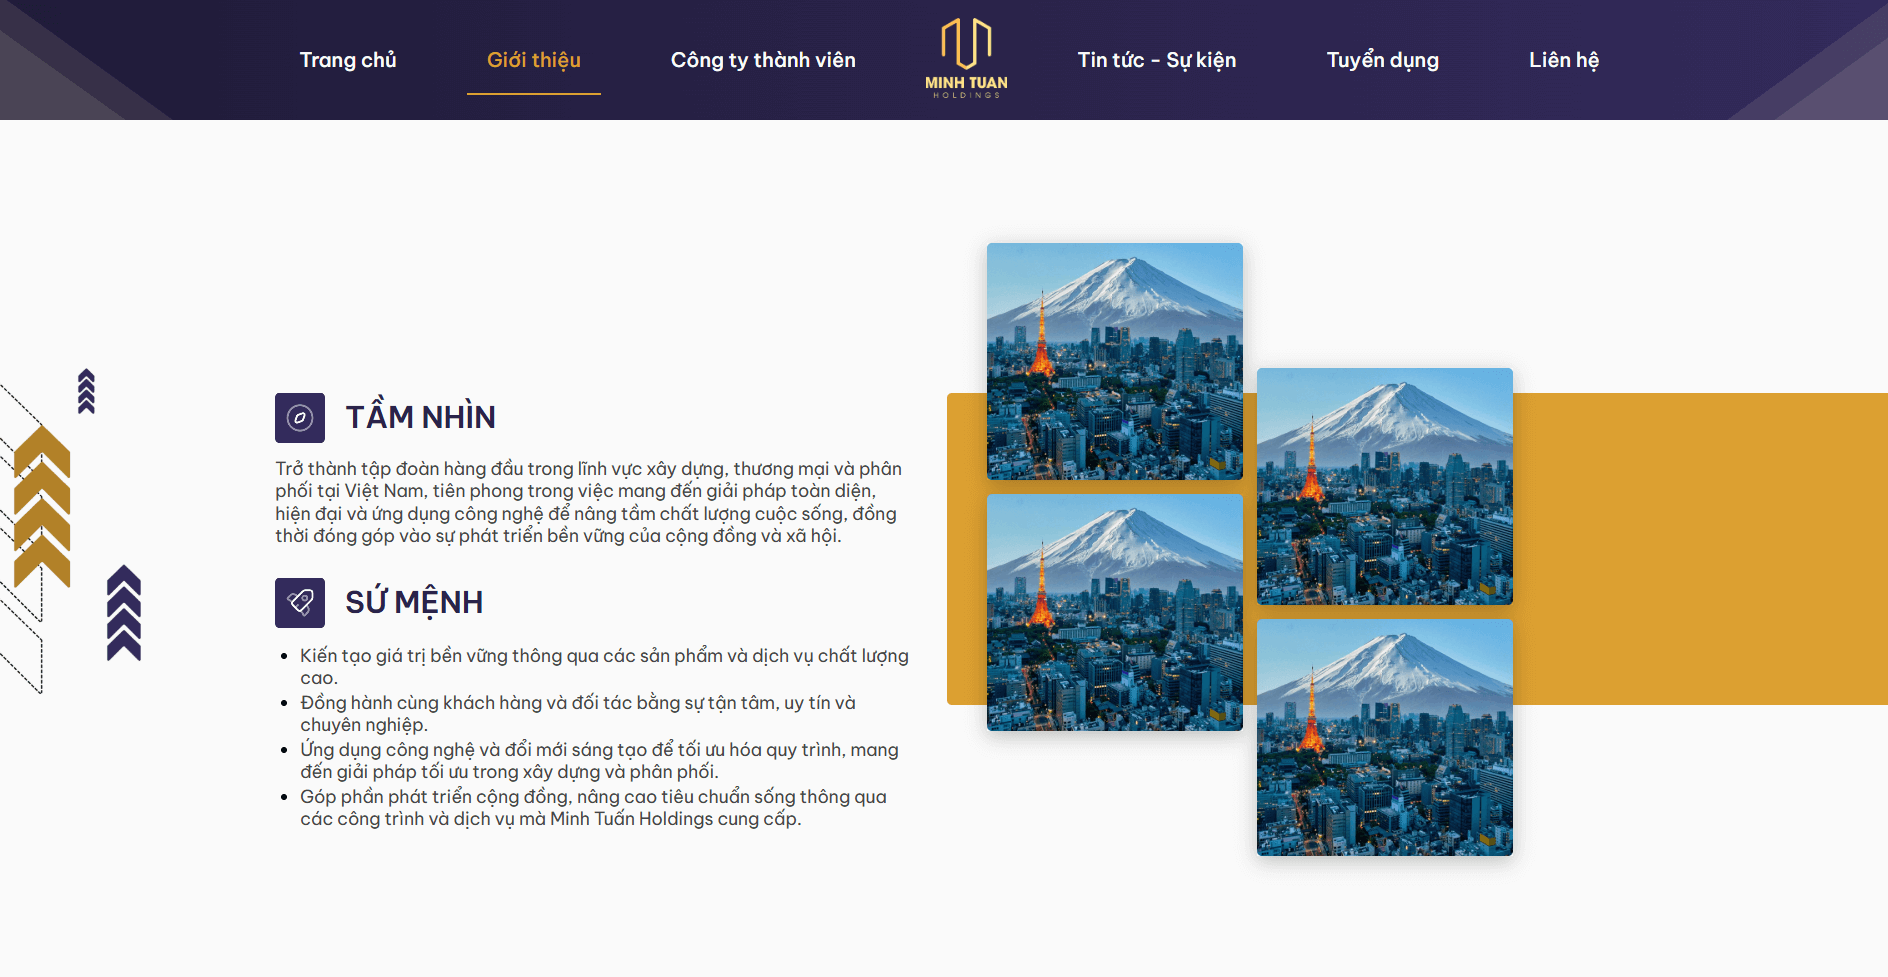 Trang chủ
Giới thiệu
Công ty thành viên
MINH TUAN
HOLDINGS
Tin tức - Sự kiện
Tuyển dụng
Liên hệ
TẦM NHÌN
Trở thành tập đoàn hàng đầu trong lĩnh vực xây dựng, thương mại và phân
phối tại Việt Nam, tiên phong trong việc mang đến giải pháp toàn diện,
hiện đại và ứng dụng công nghệ để nâng tầm chất lượng cuộc sống, đồng
thời đóng góp vào sự phát triển bền vững của cộng đồng và xã hội.
SỨ MỆNH
Kiến tạo giá trị bền vững thông qua các sản phẩm và dịch vụ chất lượng
cao.
Đồng hành cùng khách hàng và đối tác bằng sự tận tâm, uy tín và
chuyên nghiệp.
Ứng dụng công nghệ và đổi mới sáng tạo để tối ưu hóa quy trình, mang
đến giải pháp tối ưu trong xây dựng và phân phối.
Góp phần phát triển cộng đồng, nâng cao tiêu chuẩn sống thông qua
các công trình và dịch vụ mà Minh Tuấn Holdings cung cấp.